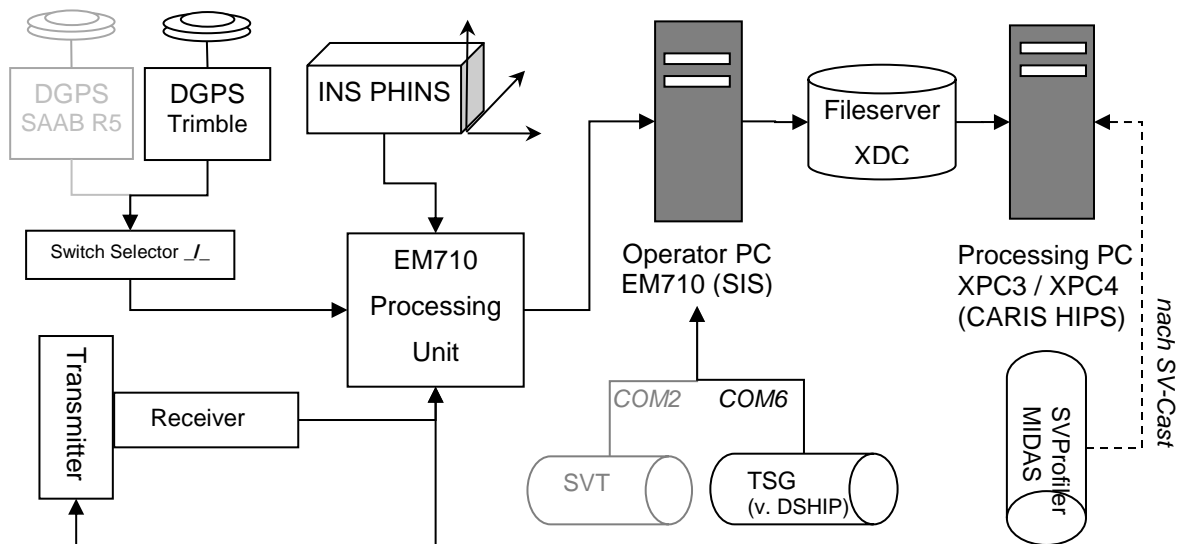 DGPS
SAAB R5
DGPS
Trimble
INS PHINS
Fileserver
XDC
Switch Selector _/_
EM710
Processing
Unit
Operator PC
EM710 (SIS)
Processing PC
XPC3 / XPC4
(CARIS HIPS)
nach SV-Cast
Transmitter
Receiver
COM2
COM6
SVT
TSG
(v. DSHIP)
SVProfiler
MIDAS